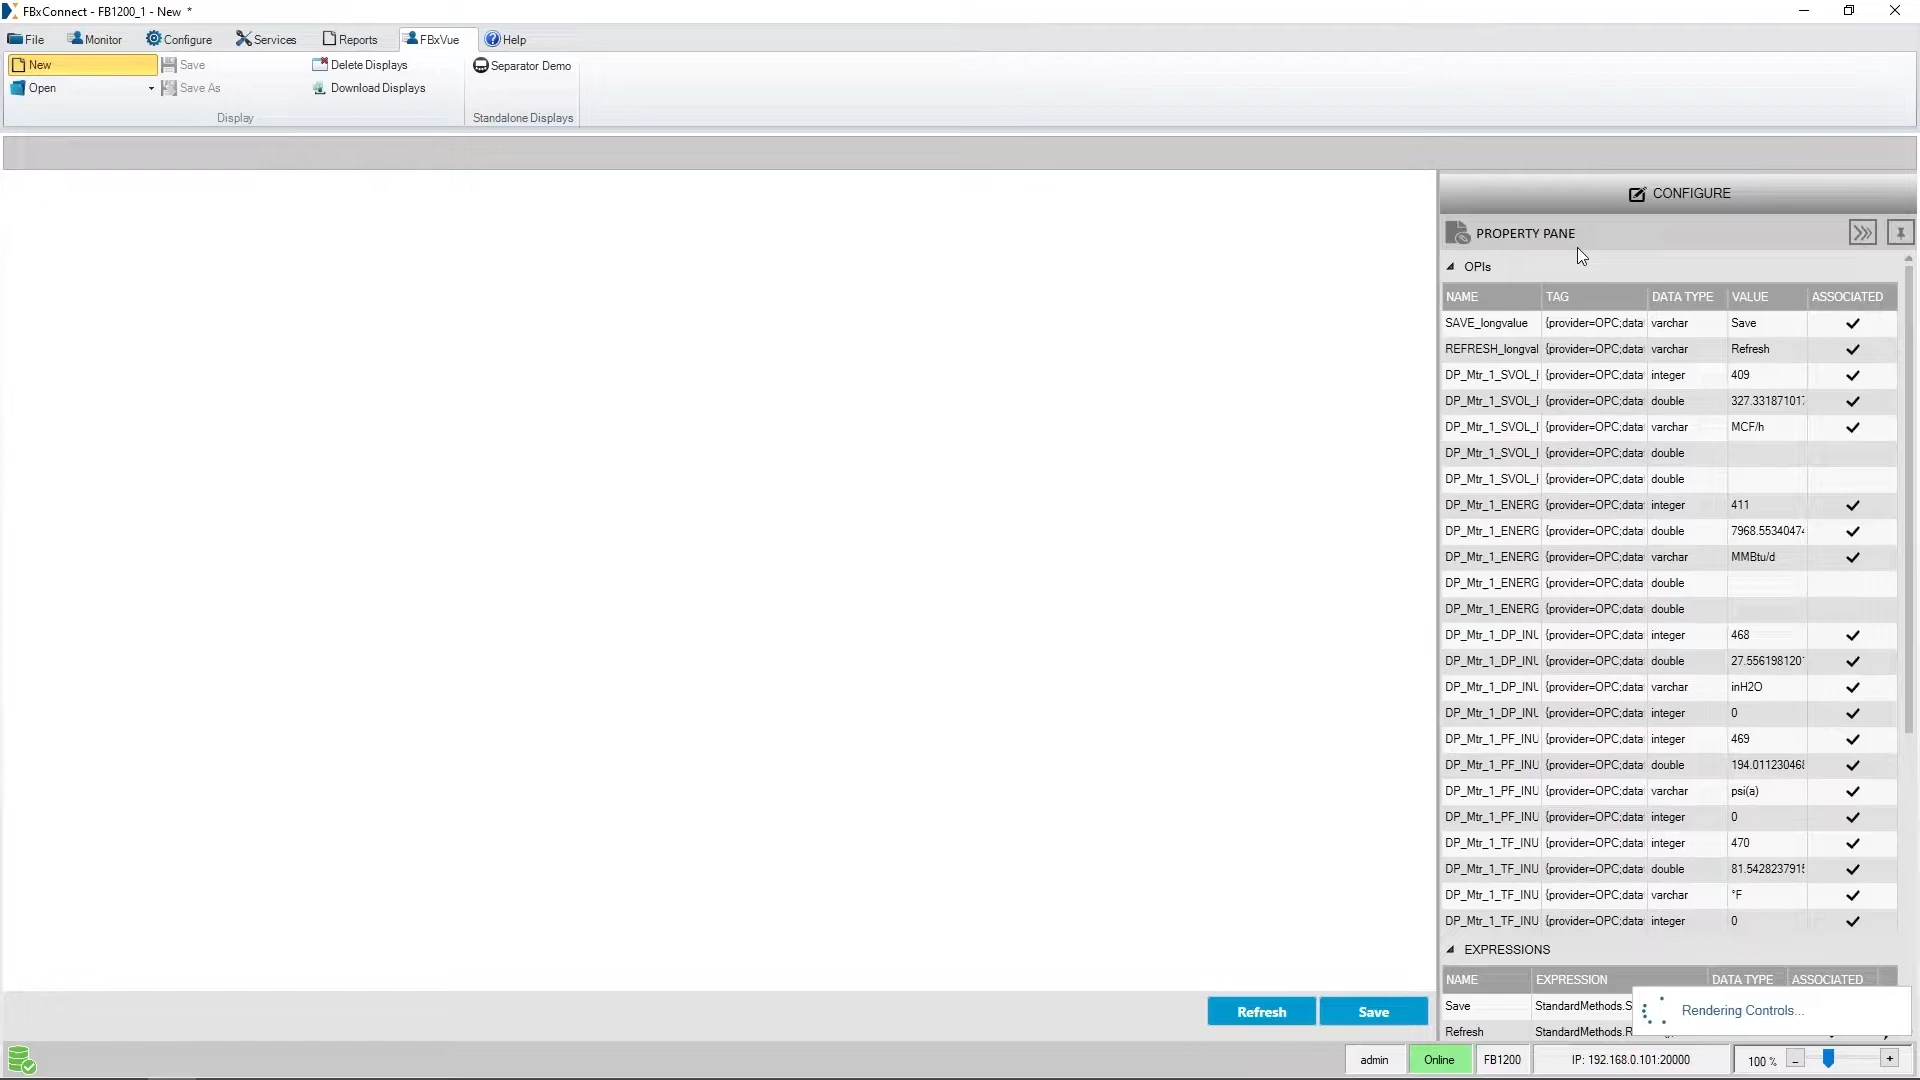 FBxConnect - FB1200_1 - New *
File Monitor Configure Services Reports FBxVue Help
New Save Delete Displays Separator Demo
Open Save As Download Displays
Display Standalone Displays
CONFIGURE
PROPERTY PANE
OPIs
NAME TAG DATA TYPE VALUE ASSOCIATED
SAVE_longvalue {provider=OPC;data varchar Save
REFRESH_longval {provider=OPC;data varchar Refresh
DP_Mtr_1_SVOL_ {provider=OPC;data integer 409
DP_Mtr_1_SVOL_ {provider=OPC;data double 327.33187101
DP_Mtr_1_SVOL_ {provider=OPC;data varchar MCF/h
DP_Mtr_1_SVOL_ {provider=OPC;data double
DP_Mtr_1_SVOL_ {provider=OPC;data double
DP_Mtr_1_ENERG {provider=OPC;data integer 411
DP_Mtr_1_ENERG {provider=OPC;data double 7968.5534047
DP_Mtr_1_ENERG {provider=OPC;data varchar MMBtu/d
DP_Mtr_1_ENERG {provider=OPC;data double
DP_Mtr_1_ENERG {provider=OPC;data double
DP_Mtr_1_DP_INU {provider=OPC;data integer 468
DP_Mtr_1_DP_INU {provider=OPC;data double 27.556198120
DP_Mtr_1_DP_INU {provider=OPC;data varchar inH2O
DP_Mtr_1_DP_INU {provider=OPC;data integer 0
DP_Mtr_1_PF_INU {provider=OPC;data integer 469
DP_Mtr_1_PF_INU {provider=OPC;data double 194.01123046
DP_Mtr_1_PF_INU {provider=OPC;data varchar psi(a)
DP_Mtr_1_PF_INU {provider=OPC;data integer 0
DP_Mtr_1_TF_INU {provider=OPC;data integer 470
DP_Mtr_1_TF_INU {provider=OPC;data double 81.542823791
DP_Mtr_1_TF_INU {provider=OPC;data varchar °F
DP_Mtr_1_TF_INU {provider=OPC;data integer 0
EXPRESSIONS
NAME EXPRESSION DATA TYPE ASSOCIATED
Save StandardMethods.S
Refresh StandardMethods.R
Rendering Controls...
Refresh Save
admin Online FB1200 IP: 192.168.0.101:20000 100 % - +